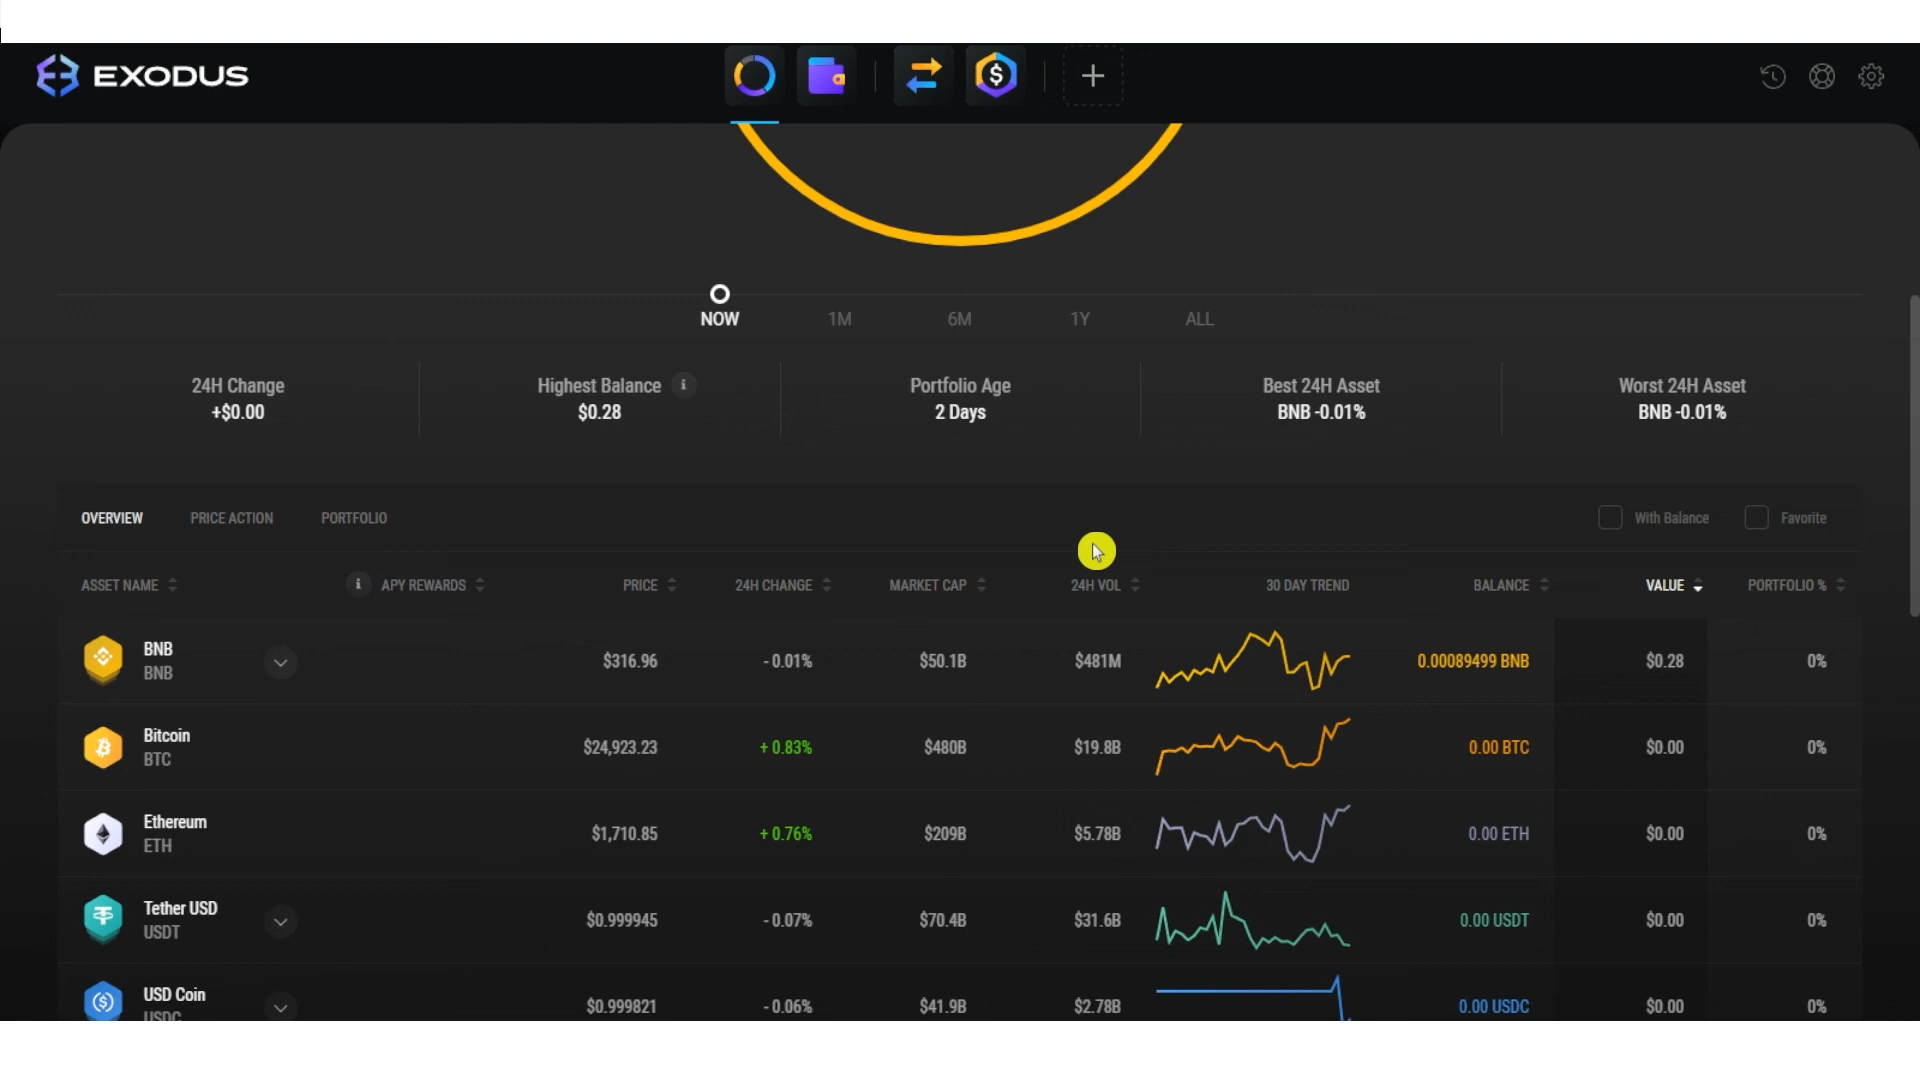 EXODUS
NOW 1M 6M 1Y ALL
24H Change Highest Balance i Portfolio Age Best 24H Asset Worst 24H Asset
+$0.00 $0.28 2 Days BNB -0.01% BNB -0.01%
OVERVIEW PRICE ACTION PORTFOLIO With Balance Favorite
ASSET NAME i APY REWARDS PRICE 24H CHANGE MARKET CAP 24H VOL 30 DAY TREND BALANCE VALUE PORTFOLIO %
BNB
BNB
$316.96 - 0.01% $50.1B $481M 0.00089499 BNB $0.28 0%
Bitcoin
BTC
$24,923.23 + 0.83% $480B $19.8B 0.00 BTC $0.00 0%
Ethereum
ETH
$1,710.85 + 0.76% $209B $5.78B 0.00 ETH $0.00 0%
Tether USD
USDT
$0.999945 - 0.07% $70.4B $31.6B 0.00 USDT $0.00 0%
USD Coin
USDC
$0.999821 - 0.06% $41.9B $2.78B 0.00 USDC $0.00 0%